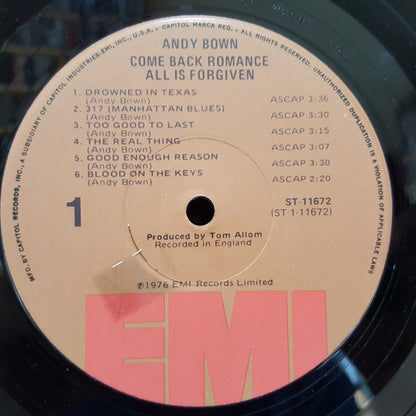 MFD. BY CAPITOL RECORDS, INC., A SUBSIDIARY OF CAPITOL INDUSTRIES-EMI, INC., U.S.A. • CAPITOL MARCA REG. • ALL RIGHTS RESERVED. UNAUTHORIZED DUPLICATION IS A VIOLATION OF APPLICABLE LAWS
ANDY BOWN
COME BACK ROMANCE
ALL IS FORGIVEN
1. DROWNED IN TEXAS
(Andy Bown) ASCAP 3:36
2. 317 (MANHATTAN BLUES)
(Andy Bown) ASCAP 3:30
3. TOO GOOD TO LAST
(Andy Bown) ASCAP 3:15
4. THE REAL THING
(Andy Bown) ASCAP 3:07
5. GOOD ENOUGH REASON
(Andy Bown) ASCAP 3:30
6. BLOOD ON THE KEYS
(Andy Bown) ASCAP 2:20
1
ST-11672
(ST 1-11672)
Produced by Tom Allom
Recorded in England
℗1976 EMI Records Limited
EMI